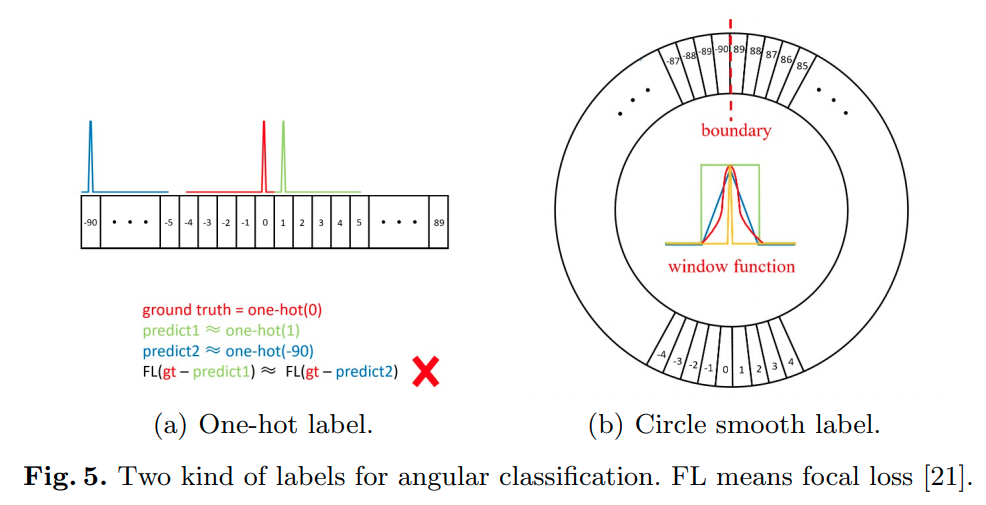 -90 • • • -5 -4 -3 -2 -1 0 1 2 3 4 5 • • • 89
ground truth = one-hot(0)
predict1 ≈ one-hot(1)
predict2 ≈ one-hot(-90)
FL(gt – predict1) ≈ FL(gt – predict2)
(a) One-hot label.
-87 -88 -89 -90 89 88 87 86 85
• • • • • •
boundary
window function
-4 -3 -2 -1 0 1 2 3 4
(b) Circle smooth label.
Fig. 5. Two kind of labels for angular classification. FL means focal loss [21].